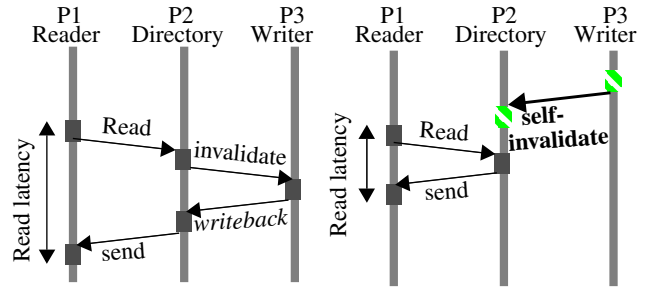 P1 P2 P3
Reader Directory Writer
Read
invalidate
writeback
send
Read latency
P1 P2 P3
Reader Directory Writer
self-
invalidate
Read
send
Read latency